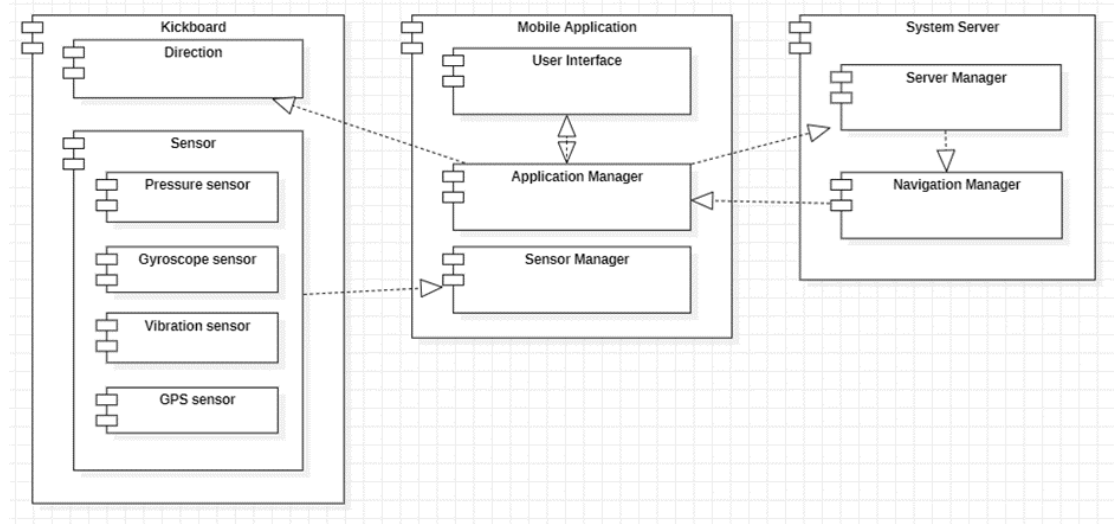 Kickboard
Direction
Sensor
Pressure sensor
Gyroscope sensor
Vibration sensor
GPS sensor
Mobile Application
User Interface
Application Manager
Sensor Manager
System Server
Server Manager
Navigation Manager